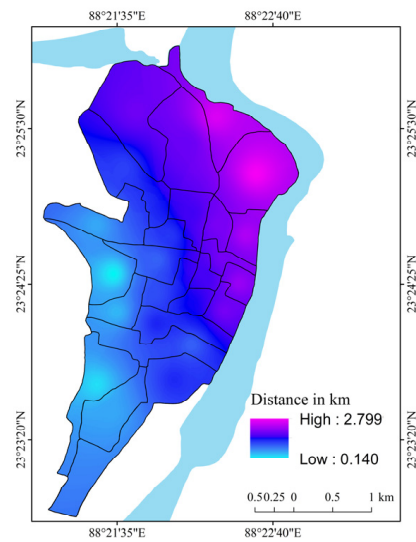 88°21'35"E 88°22'40"E
23°25'30"N 23°25'30"N
23°24'25"N 23°24'25"N
23°23'20"N 23°23'20"N
Distance in km
High : 2.799
Low : 0.140
0.50.25 0 0.5 1 km
88°21'35"E 88°22'40"E